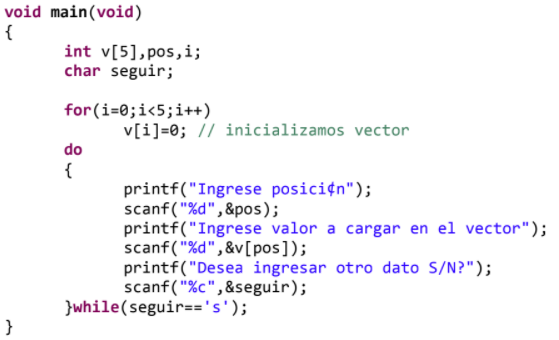 void main(void)
{
int v[5],pos,i;
char seguir;
for(i=0;i<5;i++)
v[i]=0; // inicializamos vector
do
{
printf("Ingrese posici¢n");
scanf("%d",&pos);
printf("Ingrese valor a cargar en el vector");
scanf("%d",&v[pos]);
printf("Desea ingresar otro dato S/N?");
scanf("%c",&seguir);
}while(seguir=='s');
}